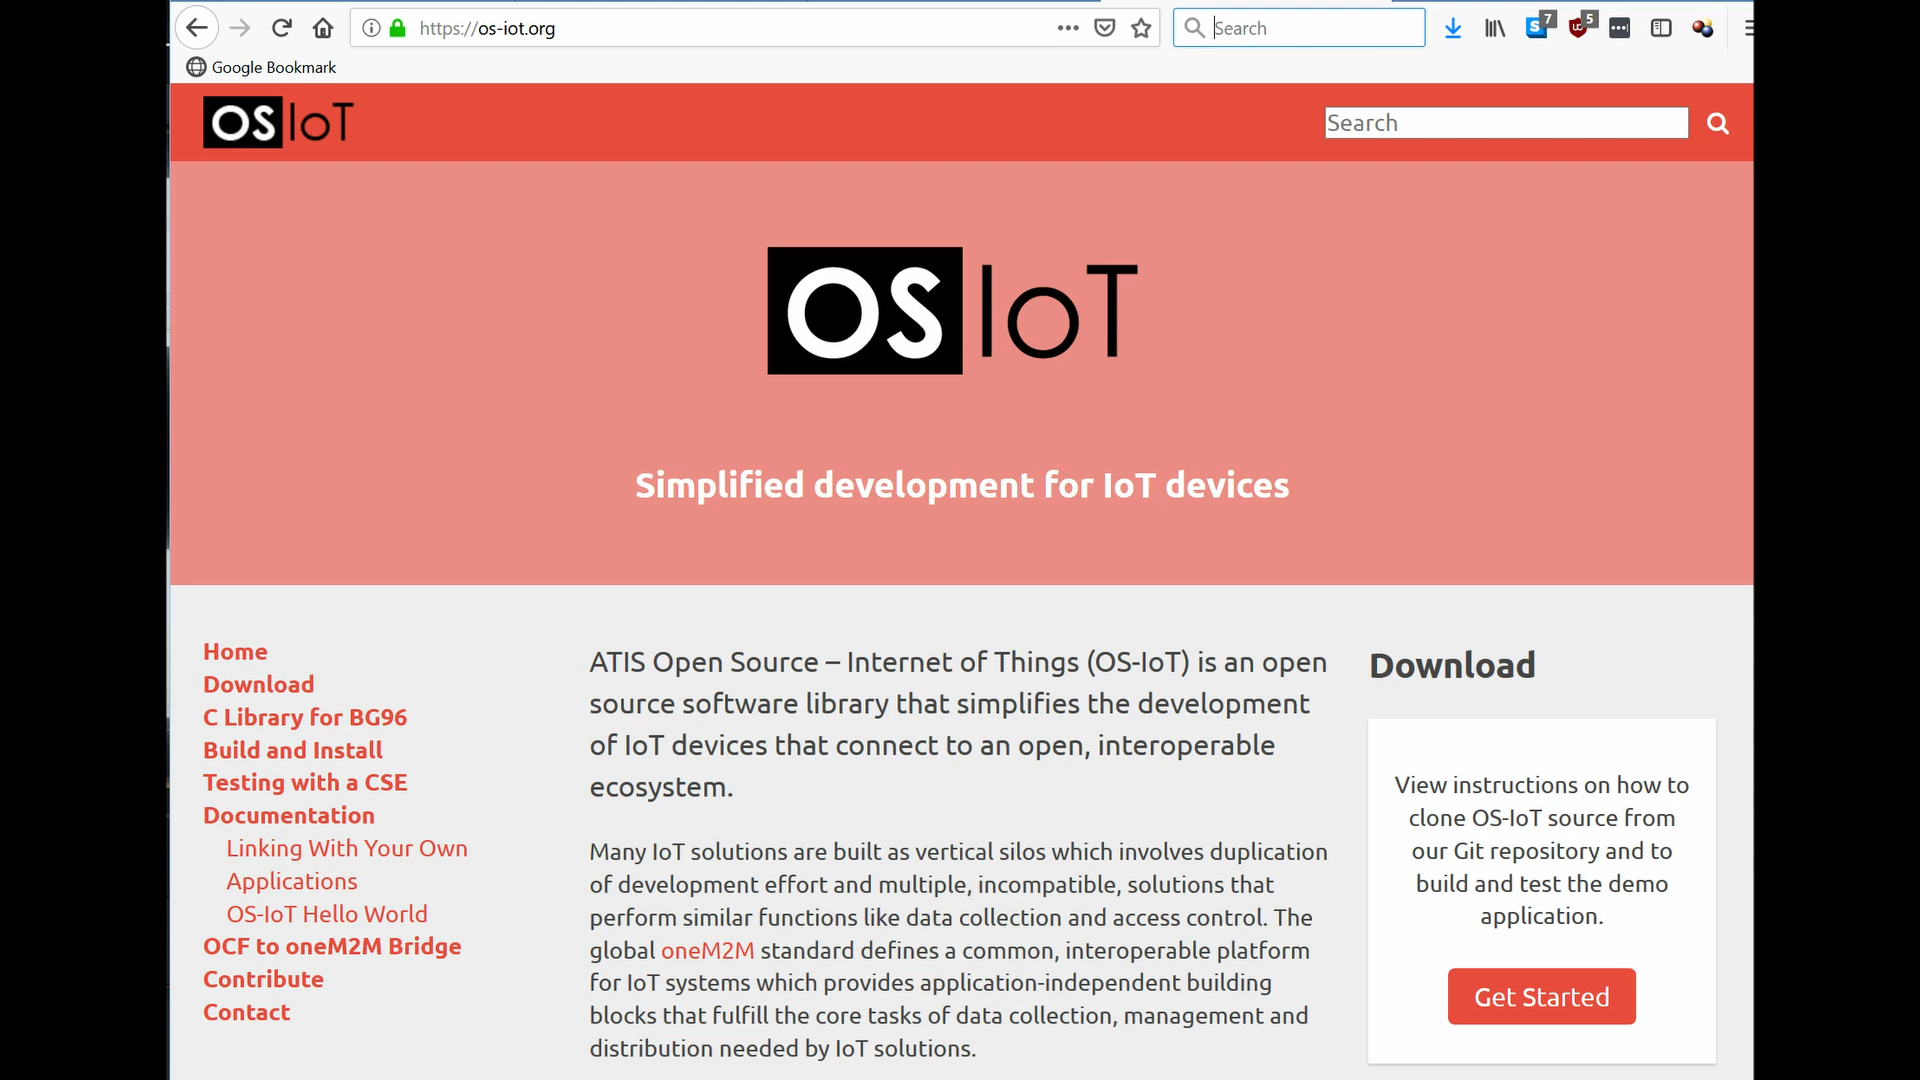 https://os-iot.org
Search
7
5
Google Bookmark
OS IoT
Search
OS IoT
Simplified development for IoT devices
Home
Download
C Library for BG96
Build and Install
Testing with a CSE
Documentation
Linking With Your Own
Applications
OS-IoT Hello World
OCF to oneM2M Bridge
Contribute
Contact
ATIS Open Source – Internet of Things (OS-IoT) is an open
source software library that simplifies the development
of IoT devices that connect to an open, interoperable
ecosystem.
Many IoT solutions are built as vertical silos which involves duplication
of development effort and multiple, incompatible, solutions that
perform similar functions like data collection and access control. The
global oneM2M standard defines a common, interoperable platform
for IoT systems which provides application-independent building
blocks that fulfill the core tasks of data collection, management and
distribution needed by IoT solutions.
Download
View instructions on how to
clone OS-IoT source from
our Git repository and to
build and test the demo
application.
Get Started